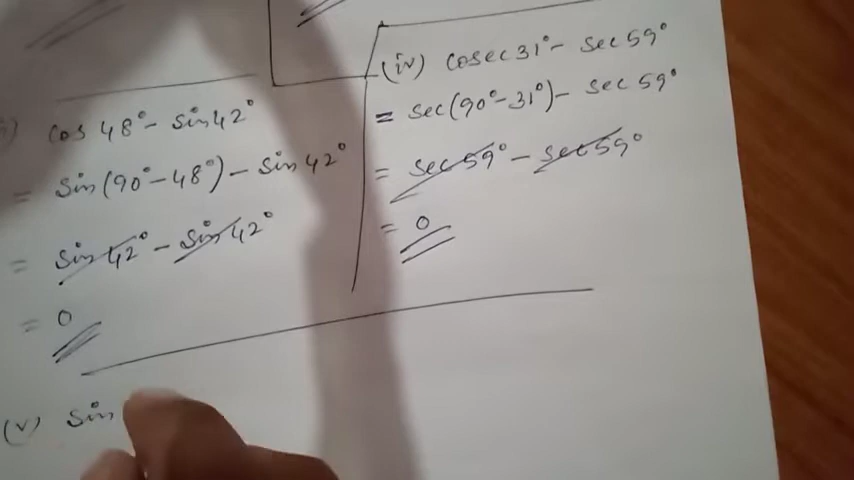 cos 48° - sin 42°
= sin(90° - 48°) - sin 42°
= sin 42° - sin 42°
= 0
(iv) cosec 31° - sec 59°
= sec(90° - 31°) - sec 59°
= sec 59° - sec 59°
= 0
(v) sin